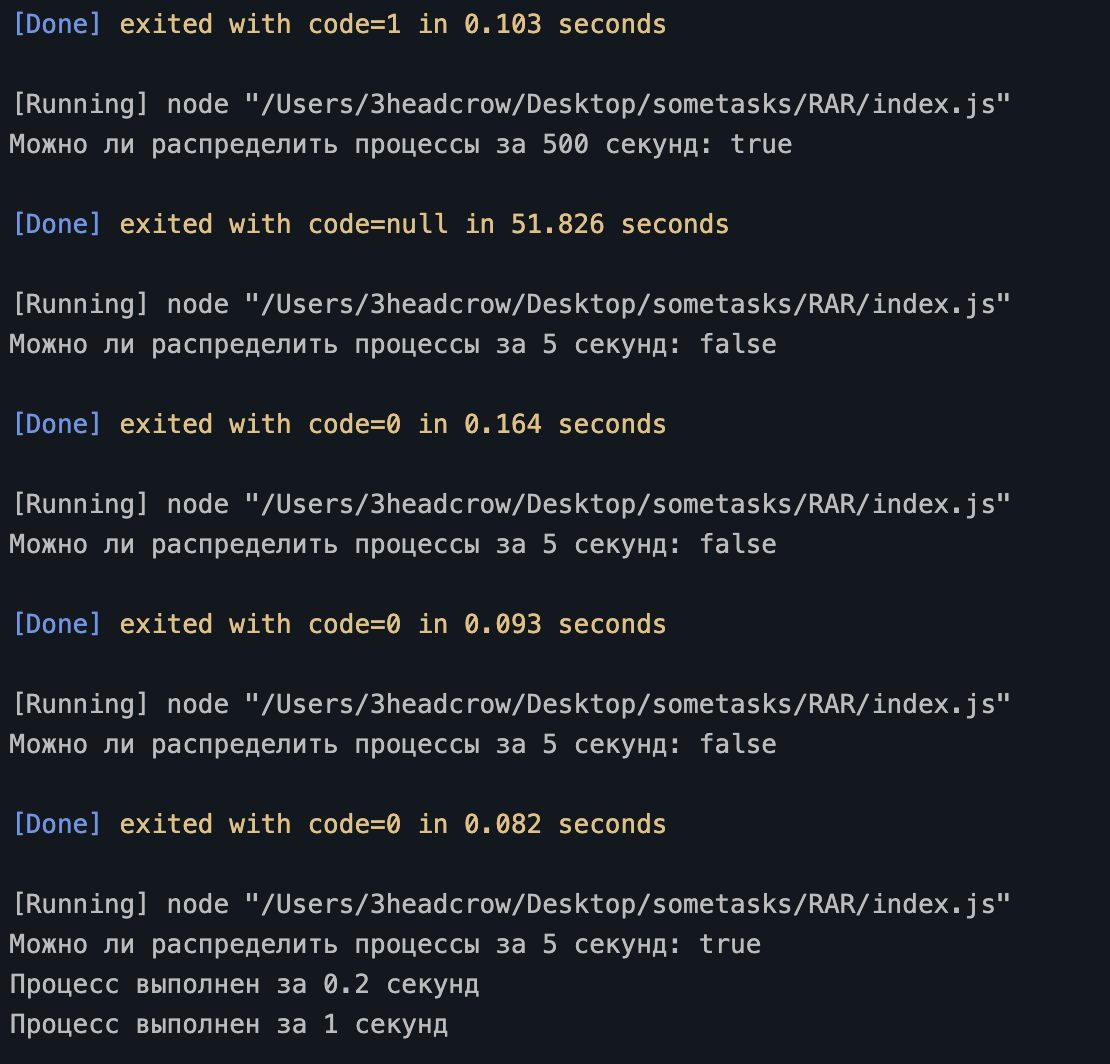 [Done] exited with code=1 in 0.103 seconds
[Running] node "/Users/3headcrow/Desktop/sometasks/RAR/index.js"
Можно ли распределить процессы за 500 секунд: true
[Done] exited with code=null in 51.826 seconds
[Running] node "/Users/3headcrow/Desktop/sometasks/RAR/index.js"
Можно ли распределить процессы за 5 секунд: false
[Done] exited with code=0 in 0.164 seconds
[Running] node "/Users/3headcrow/Desktop/sometasks/RAR/index.js"
Можно ли распределить процессы за 5 секунд: false
[Done] exited with code=0 in 0.093 seconds
[Running] node "/Users/3headcrow/Desktop/sometasks/RAR/index.js"
Можно ли распределить процессы за 5 секунд: false
[Done] exited with code=0 in 0.082 seconds
[Running] node "/Users/3headcrow/Desktop/sometasks/RAR/index.js"
Можно ли распределить процессы за 5 секунд: true
Процесс выполнен за 0.2 секунд
Процесс выполнен за 1 секунд